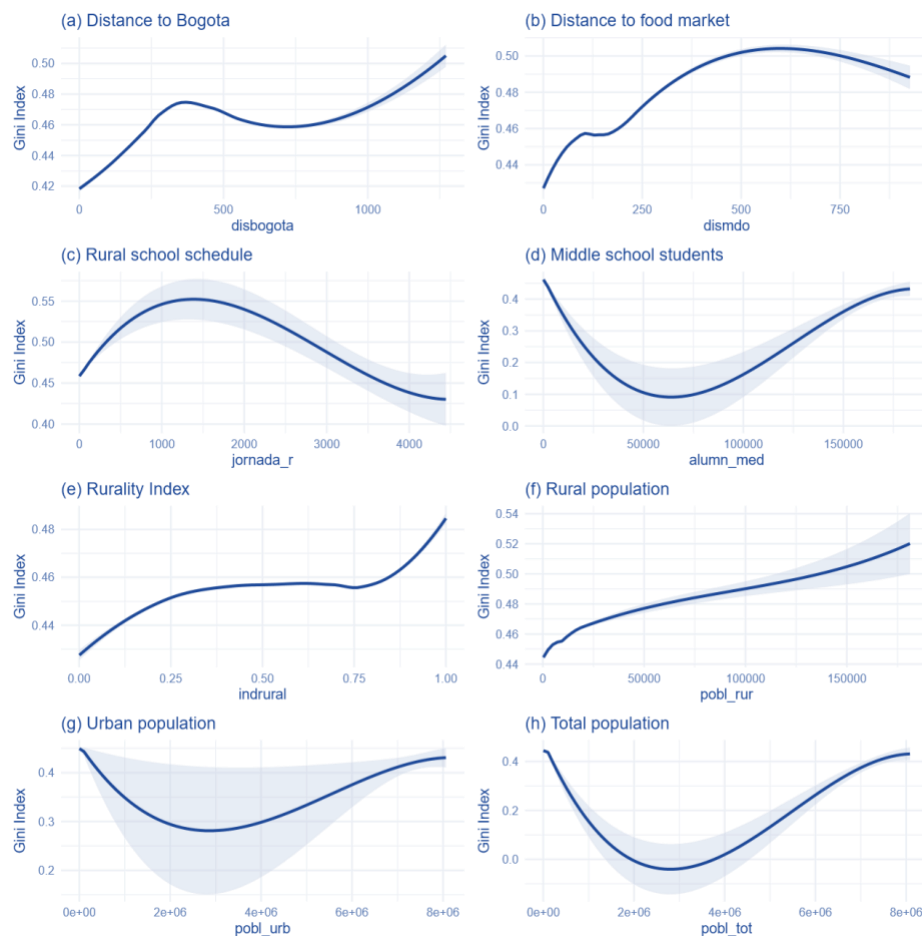 (a) Distance to Bogota
Gini Index
0.50
0.48
0.46
0.44
0.42
0
500
1000
disbogota
(b) Distance to food market
Gini Index
0.50
0.48
0.46
0.44
0
250
500
750
dismdo
(c) Rural school schedule
Gini Index
0.55
0.50
0.45
0.40
0
1000
2000
3000
4000
jornada_r
(d) Middle school students
Gini Index
0.4
0.3
0.2
0.1
0.0
0
50000
100000
150000
alumn_med
(e) Rurality Index
Gini Index
0.48
0.46
0.44
0.00
0.25
0.50
0.75
1.00
indrural
(f) Rural population
Gini Index
0.54
0.52
0.50
0.48
0.46
0.44
0
50000
100000
150000
pobl_rur
(g) Urban population
Gini Index
0.4
0.3
0.2
0e+00
2e+06
4e+06
6e+06
8e+06
pobl_urb
(h) Total population
Gini Index
0.4
0.2
0.0
0e+00
2e+06
4e+06
6e+06
8e+06
pobl_tot